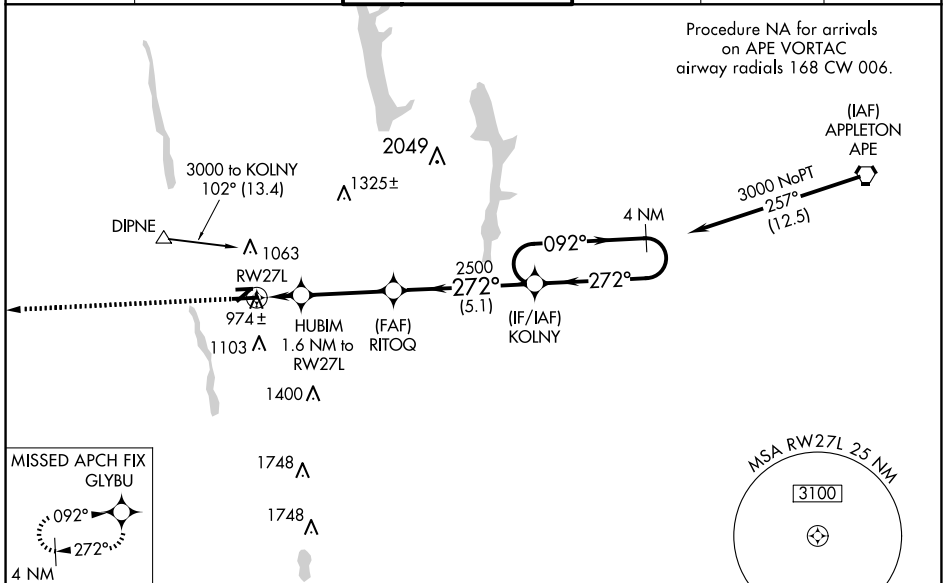 Procedure NA for arrivals
on APE VORTAC
airway radials 168 CW 006.
(IAF)
APPLETON
APE
2049
3000 to KOLNY
102° (13.4)
1325±
3000 NoPT
257°
(12.5)
4 NM
DIPNE
1063
092°
RW27L
2500
272°
(5.1)
272°
974±
HUBIM
1.6 NM to
RW27L
(FAF)
RITOQ
(IF/IAF)
KOLNY
1103
1400
MISSED APCH FIX
GLYBU
092°
272°
4 NM
1748
1748
MSA RW27L 25 NM
3100